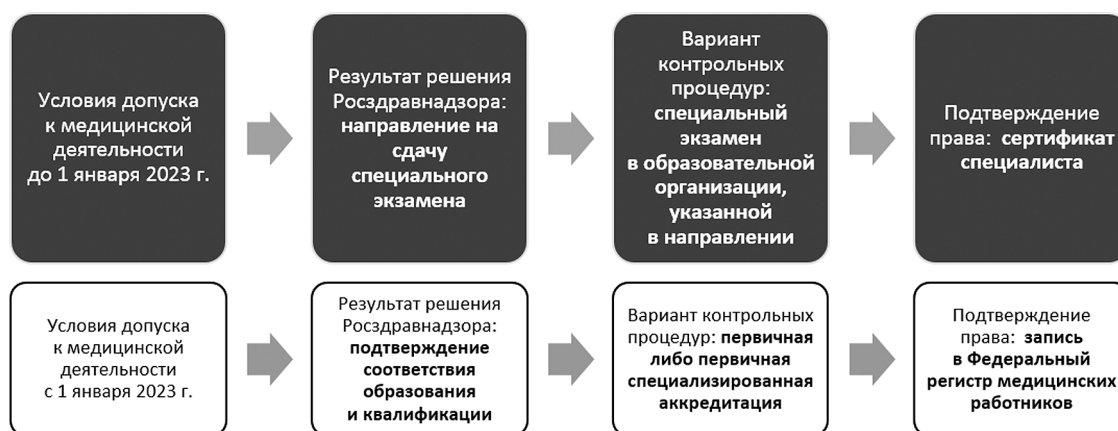 Условия допуска
к медицинской
деятельности
до 1 января 2023 г.
Результат решения
Росздравнадзора:
направление на
сдачу
специального
экзамена
Вариант
контрольных
процедур:
специальный
экзамен
в образовательной
организации,
указанной
в направлении
Подтверждение
права: сертификат
специалиста
Условия допуска
к медицинской
деятельности
с 1 января 2023 г.
Результат решения
Росздравнадзора:
подтверждение
соответствия
образования
и квалификации
Вариант контрольных
процедур: первичная
либо первичная
специализированная
аккредитация
Подтверждение
права: запись
в Федеральный
регистр медицинских
работников